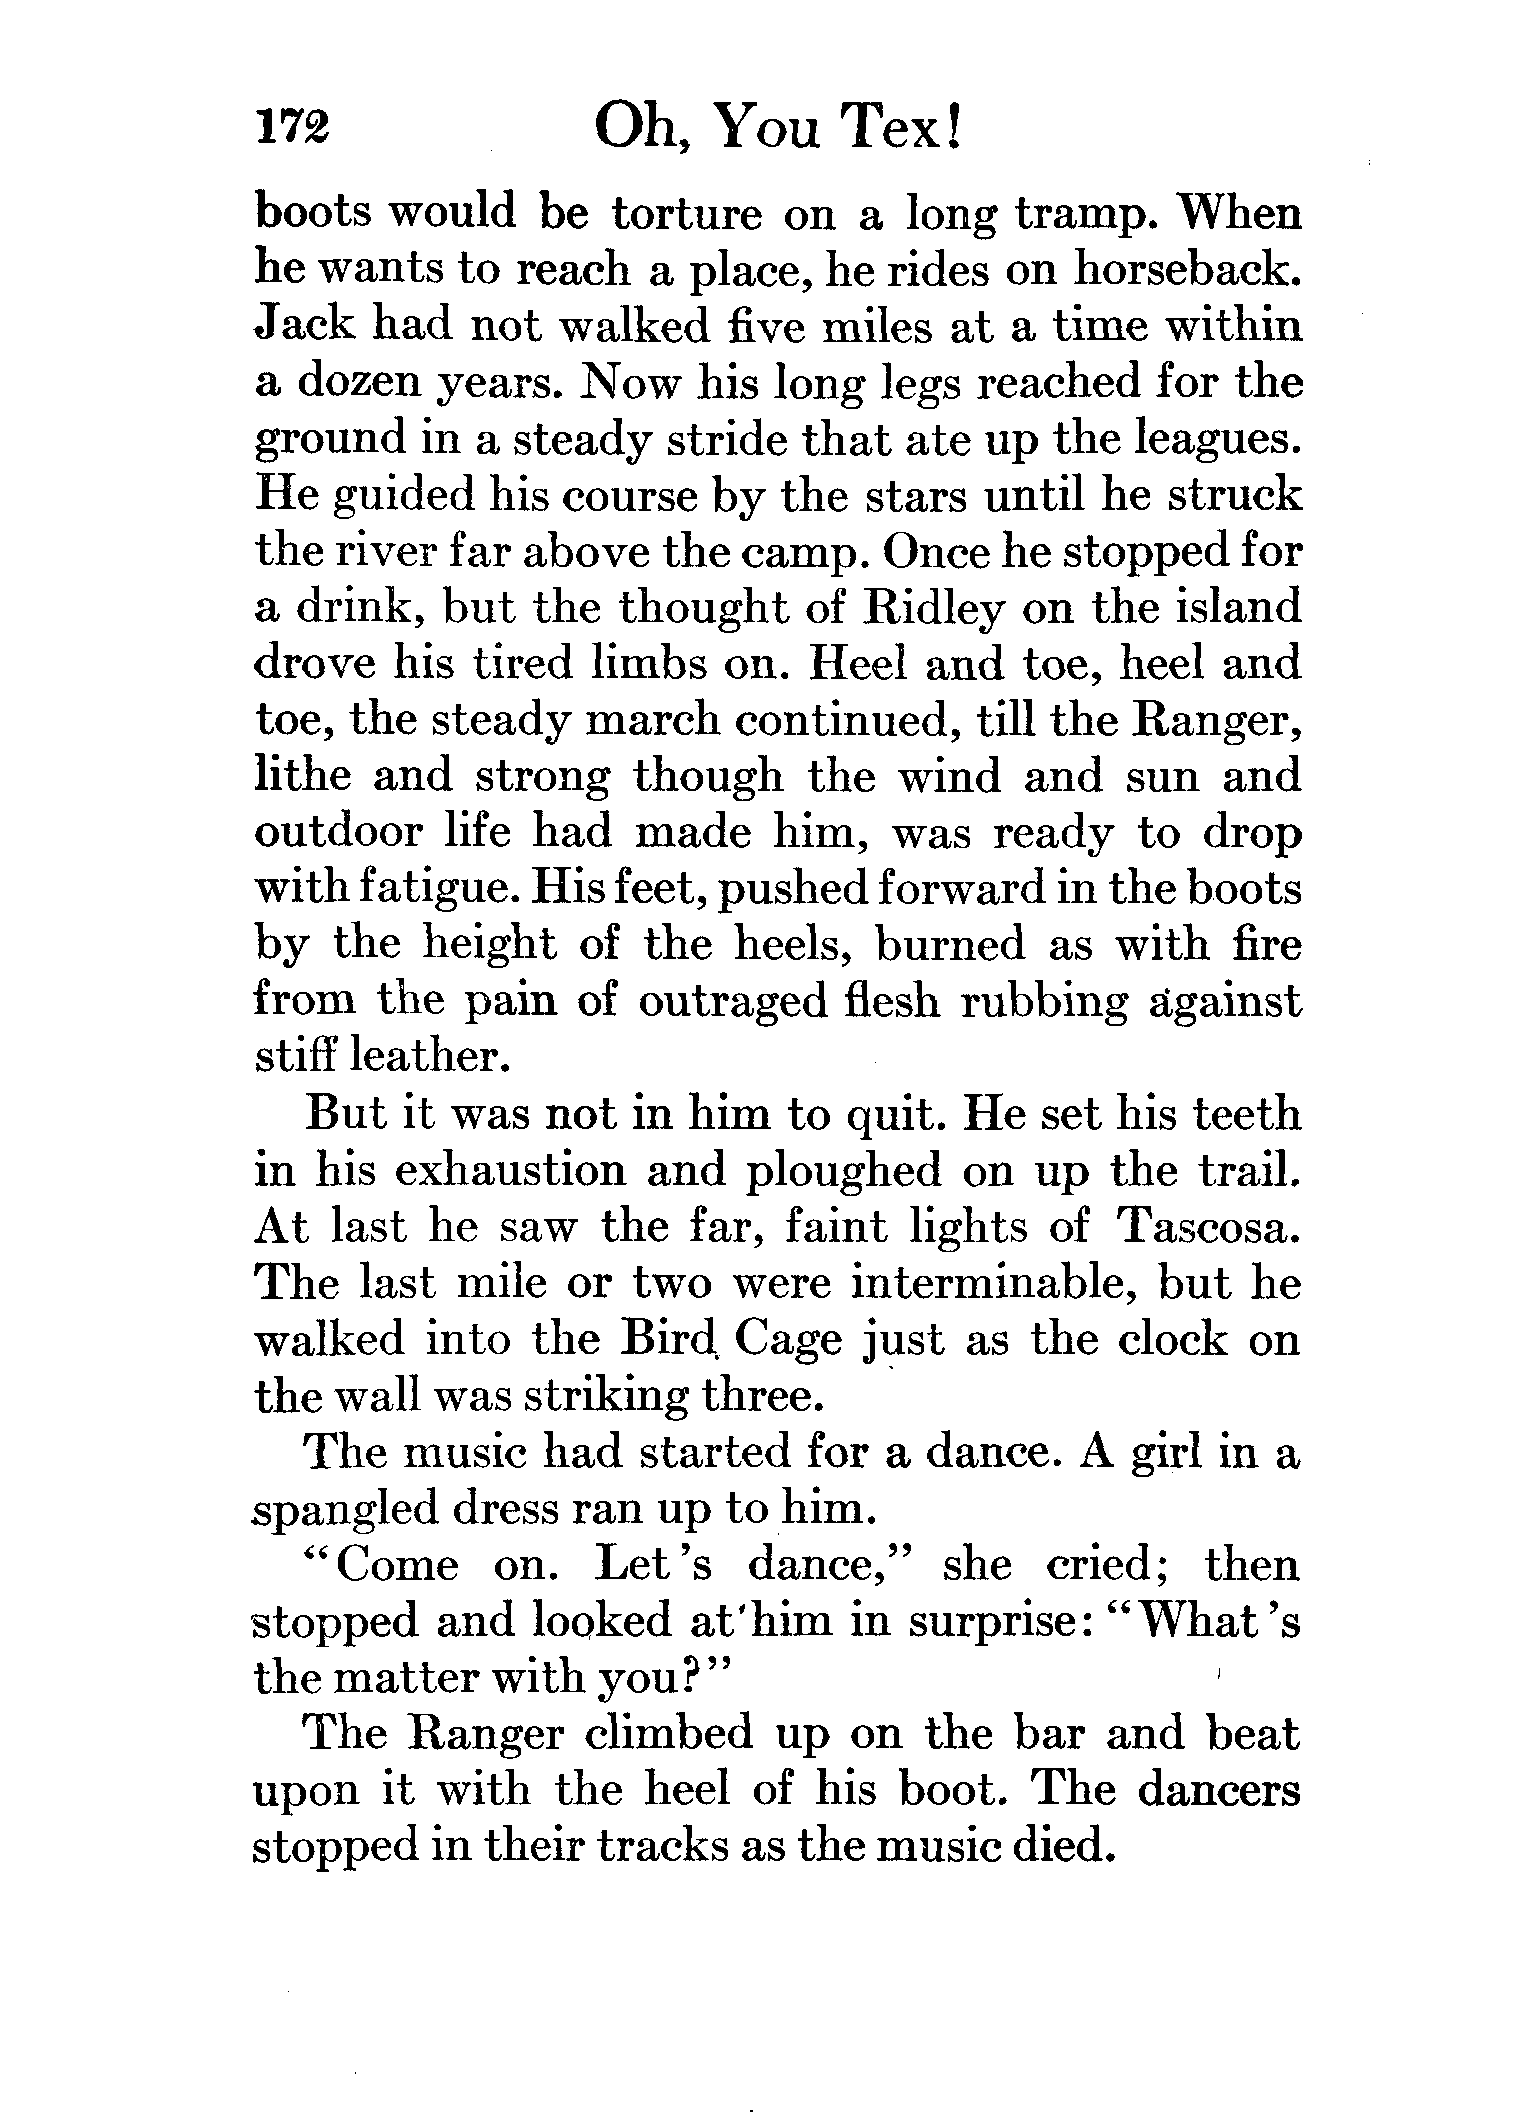 172 Oh, You Tex!
boots would be torture on a long tramp. When
he wants to reach a place, he rides on horseback.
Jack had not walked five miles at a time within
a dozen years. Now his long legs reached for the
ground in a steady stride that ate up the leagues.
He guided his course by the stars until he struck
the river far above the camp. Once he stopped for
a drink, but the thought of Ridley on the island
drove his tired limbs on. Heel and toe, heel and
toe, the steady march continued, till the Ranger,
lithe and strong though the wind and sun and
outdoor life had made him, was ready to drop
with fatigue. His feet, pushed forward in the boots
by the height of the heels, burned as with fire
from the pain of outraged flesh rubbing against
stiff leather.
But it was not in him to quit. He set his teeth
in his exhaustion and ploughed on up the trail.
At last he saw the far, faint lights of Tascosa.
The last mile or two were interminable, but he
walked into the Bird Cage just as the clock on
the wall was striking three.
The music had started for a dance. A girl in a
spangled dress ran up to him.
"Come on. Let's dance," she cried; then
stopped and looked at him in surprise: "What's
the matter with you?"
The Ranger climbed up on the bar and beat
upon it with the heel of his boot. The dancers
stopped in their tracks as the music died.